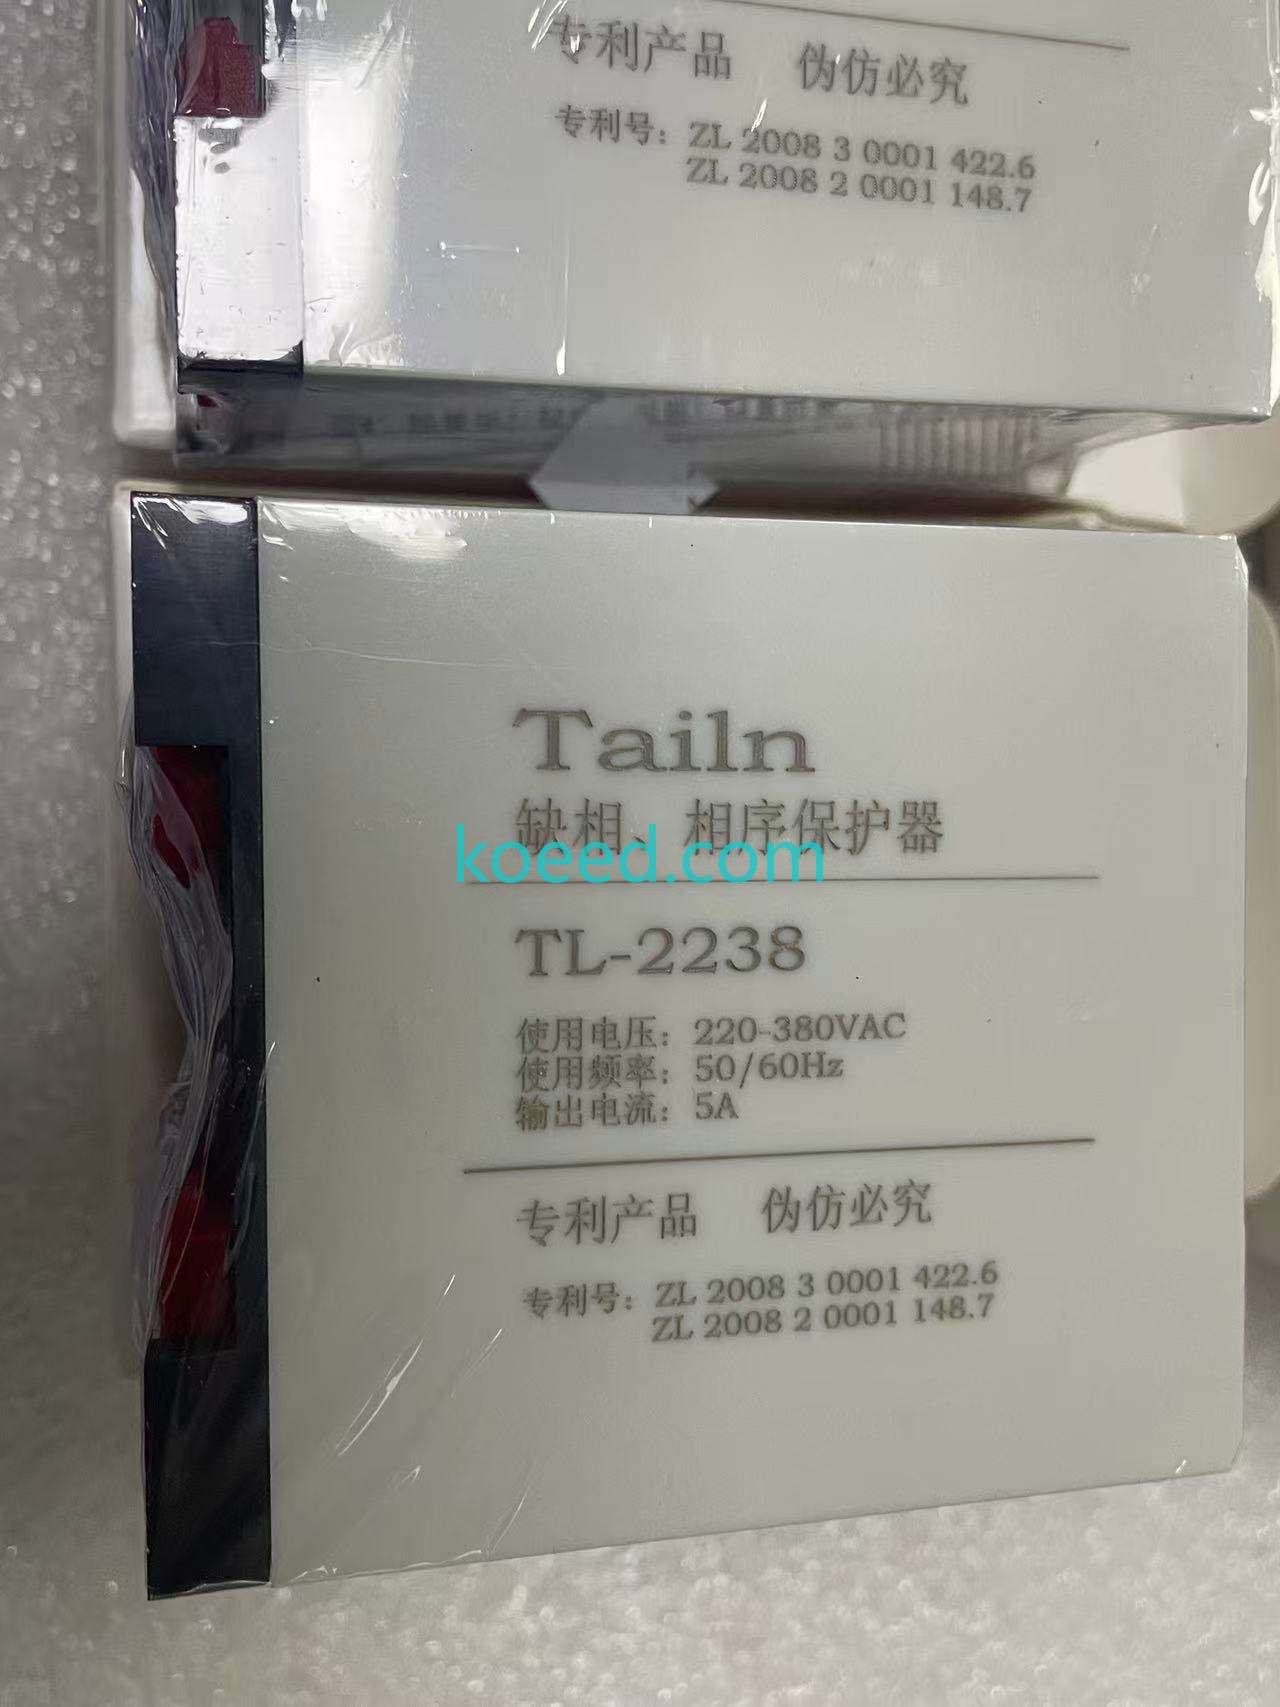 专利产品 伪仿必究
专利号：ZL 2008 3 0001 422.6
ZL 2008 2 0001 148.7
Tailn
缺相、相序保护器
koeed.com
TL-2238
使用电压：220-380VAC
使用频率：50/60Hz
输出电流：5A
专利产品 伪仿必究
专利号：ZL 2008 3 0001 422.6
ZL 2008 2 0001 148.7